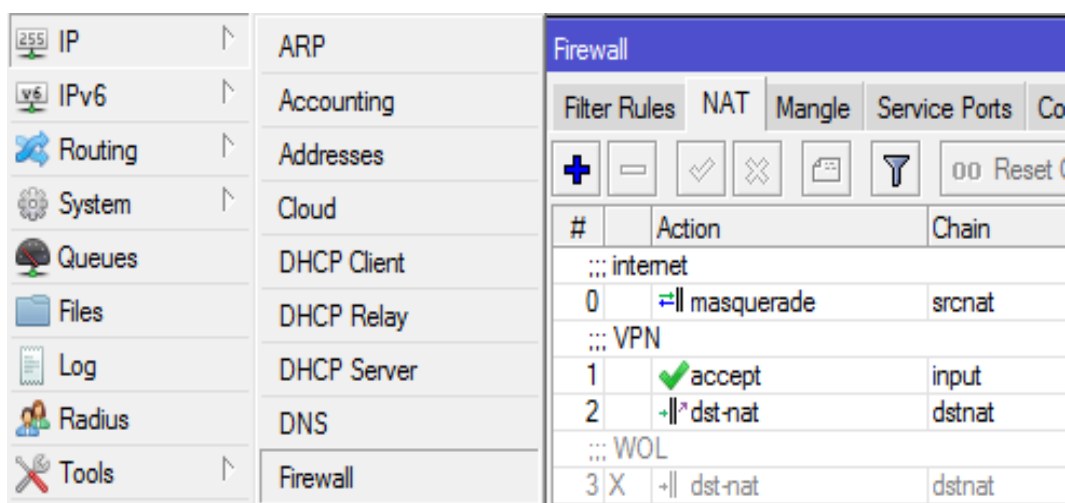 IP
IPv6
Routing
System
Queues
Files
Log
Radius
Tools
ARP
Accounting
Addresses
Cloud
DHCP Client
DHCP Relay
DHCP Server
DNS
Firewall
Firewall
Filter Rules NAT Mangle Service Ports Co
00 Reset C
# Action Chain
;;; internet
0 masquerade srcnat
;;; VPN
1 accept input
2 dst-nat dstnat
;;; WOL
3 X dst-nat dstnat